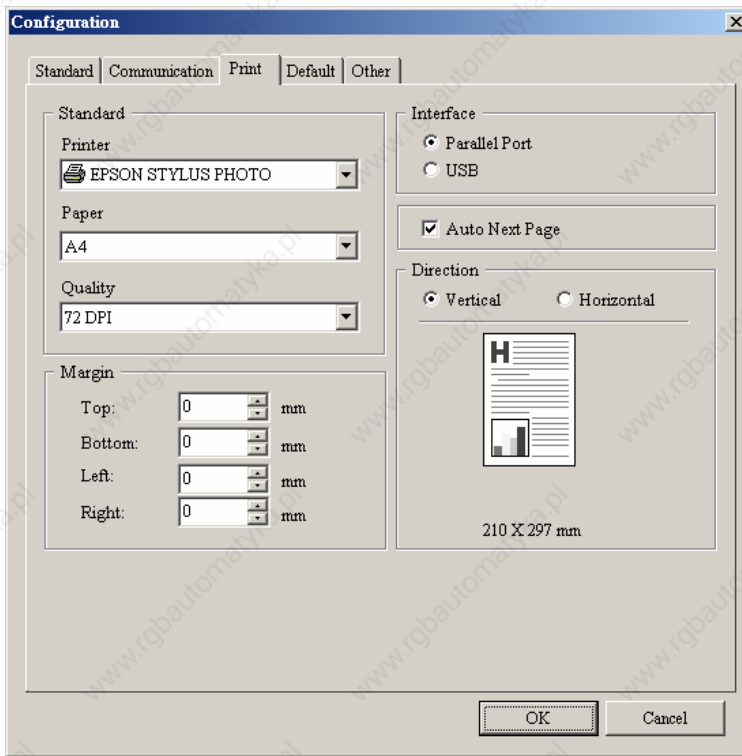 Configuration
Standard Communication Print Default Other
Standard
Printer
EPSON STYLUS PHOTO
Paper
A4
Quality
72 DPI
Margin
Top: 0 mm
Bottom: 0 mm
Left: 0 mm
Right: 0 mm
Interface
Parallel Port
USB
Auto Next Page
Direction
Vertical Horizontal
H
210 X 297 mm
OK Cancel
www.rgbautomatyka.pl